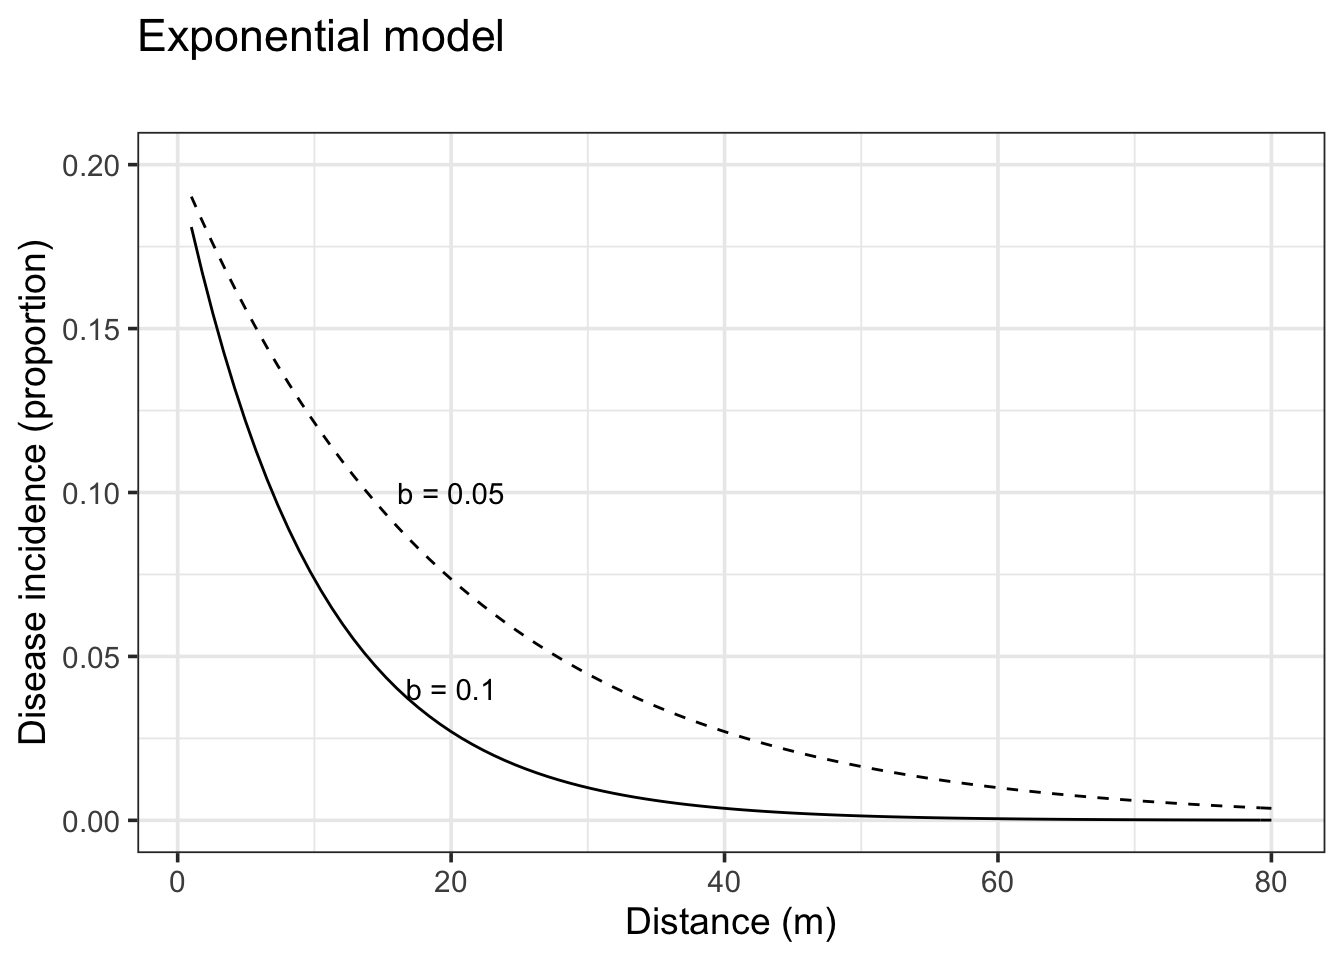 Exponential model
Disease incidence (proportion)
0.20
0.15
0.10
0.05
0.00
b = 0.05
b = 0.1
0 20 40 60 80
Distance (m)